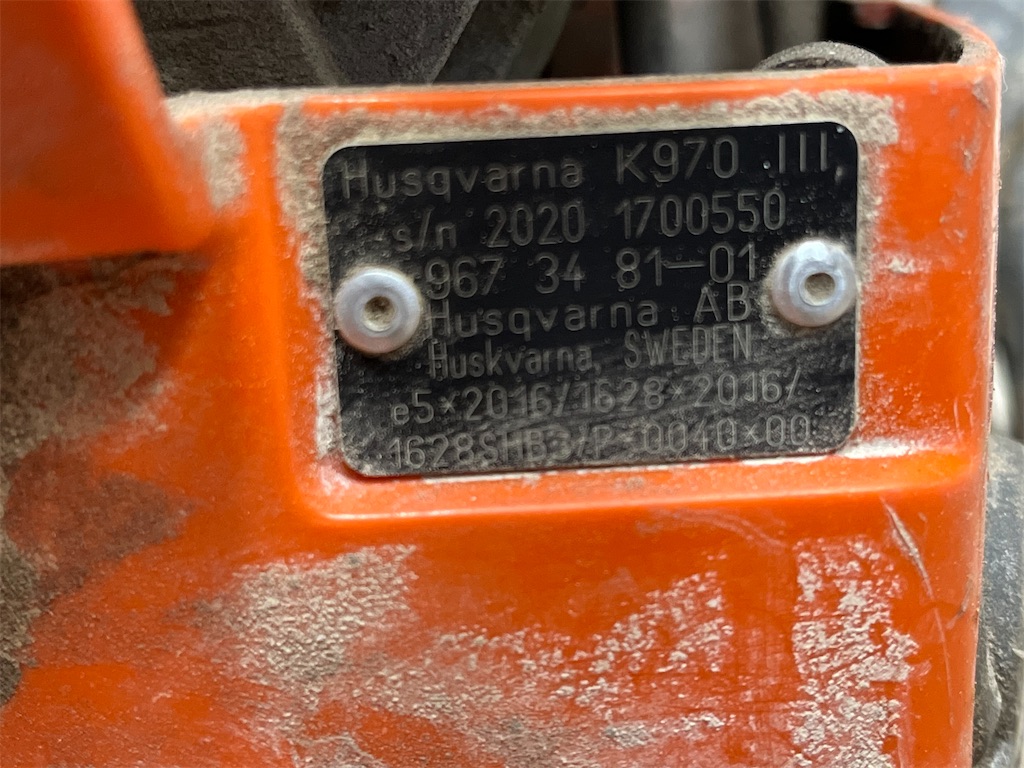 Husqvarna K970 III,
s/n 2020 1700550
967 34 81-01
Husqvarna AB
Huskvarna, SWEDEN
e5×2016/1628×2016/
1628SHB3/P×0040×00